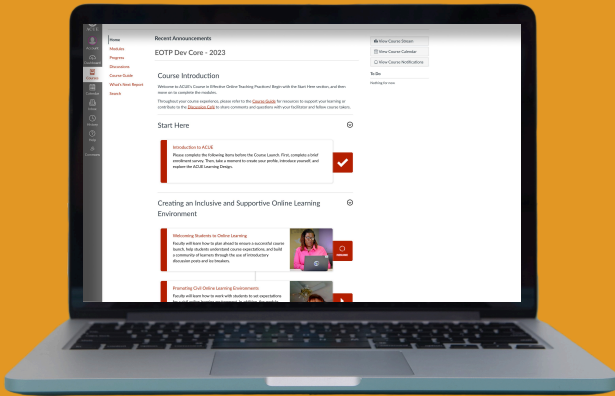 ACUE
Account
Dashboard
Courses
Calendar
Inbox
History
Help
Home
Modules
Progress
Discussions
Course Guide
What's New Report
Search
Recent Announcements
EOTP Dev Core - 2023
Course Introduction
Welcome to ACUE's Course in Effective Online Teaching Practices! Begin with the Start Here section, and then
move on to complete the modules.
Throughout your course experience, please refer to the Course Guide for resources to support your learning or
contribute to the Discussion Café to share comments and questions with your facilitator and fellow course takers.
Start Here
Introduction to ACUE
Please complete the following items before the Course Launch. First, complete a brief
enrollment survey. Then, take a moment to create your profile, introduce yourself, and
explore the ACUE Learning Design.
Creating an Inclusive and Supportive Online Learning
Environment
Welcoming Students to Online Learning
Faculty will learn how to plan ahead to ensure a successful course
launch, help students understand course expectations, and build
a community of learners through the use of introductory
discussion posts and ice breakers.
Promoting Civil Online Learning Environments
Faculty will learn how to work with students to set expectations
View Course Stream
View Course Calendar
View Course Notifications
To Do
Nothing for now